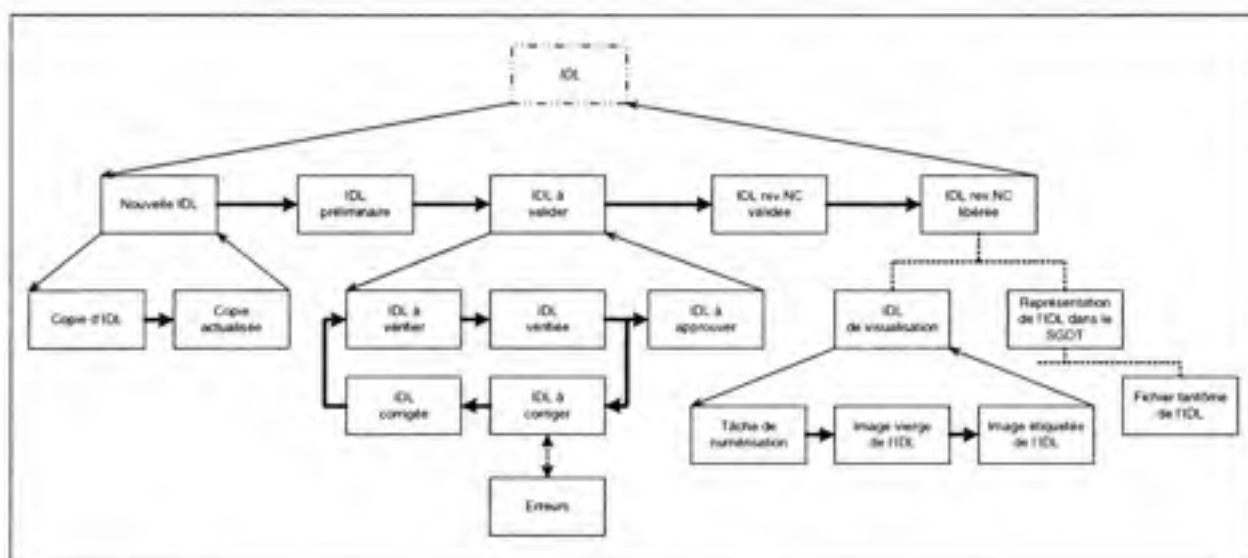 IDL
Nouvelle IDL
IDL
préliminaire
IDL à
valider
IDL rev.NC
validée
IDL rev.NC
libérée
Copie d'IDL
Copie
actualisée
IDL à
vérifier
IDL
vérifiée
IDL à
approuver
IDL
de visualisation
Représentation
de l'IDL dans le
SGDT
IDL
corrigée
IDL à
corriger
Fichier fantôme
de l'IDL
Tâche de
numérisation
Image vierge
de l'IDL
Image étiquetée
de l'IDL
Erreurs